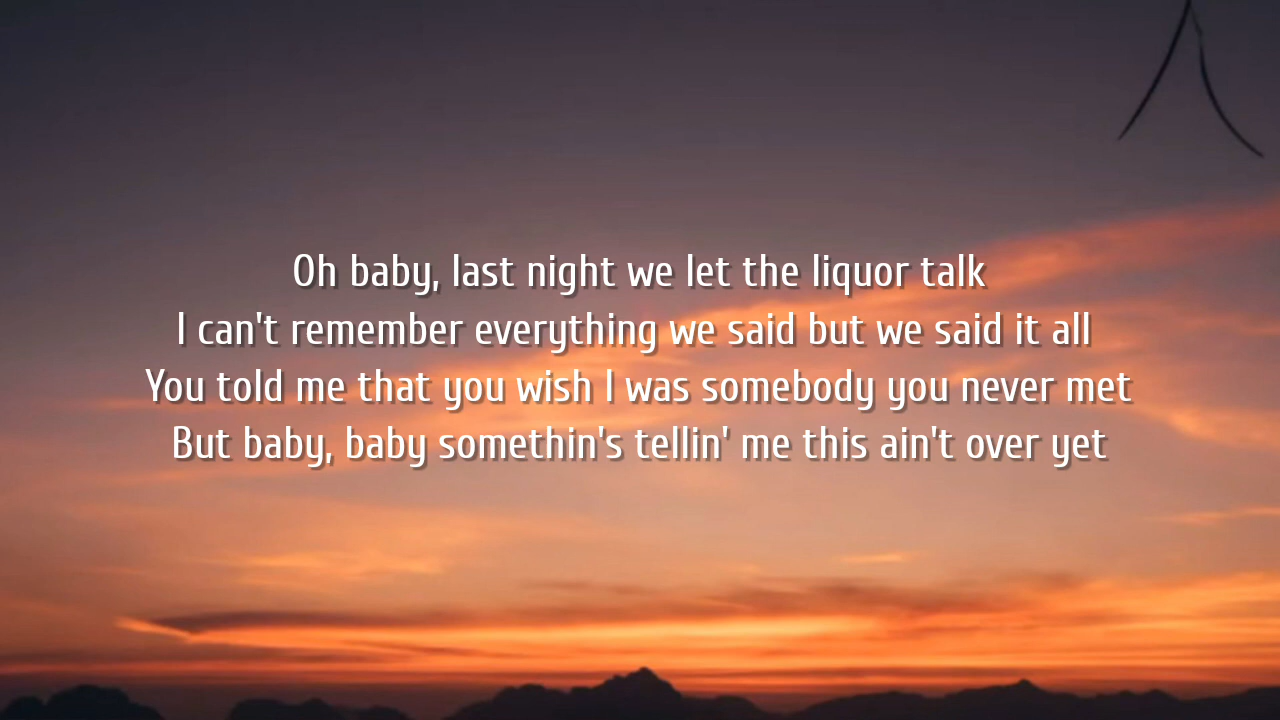 Oh baby, last night we let the liquor talk
I can't remember everything we said but we said it all
You told me that you wish I was somebody you never met
But baby, baby somethin's tellin' me this ain't over yet